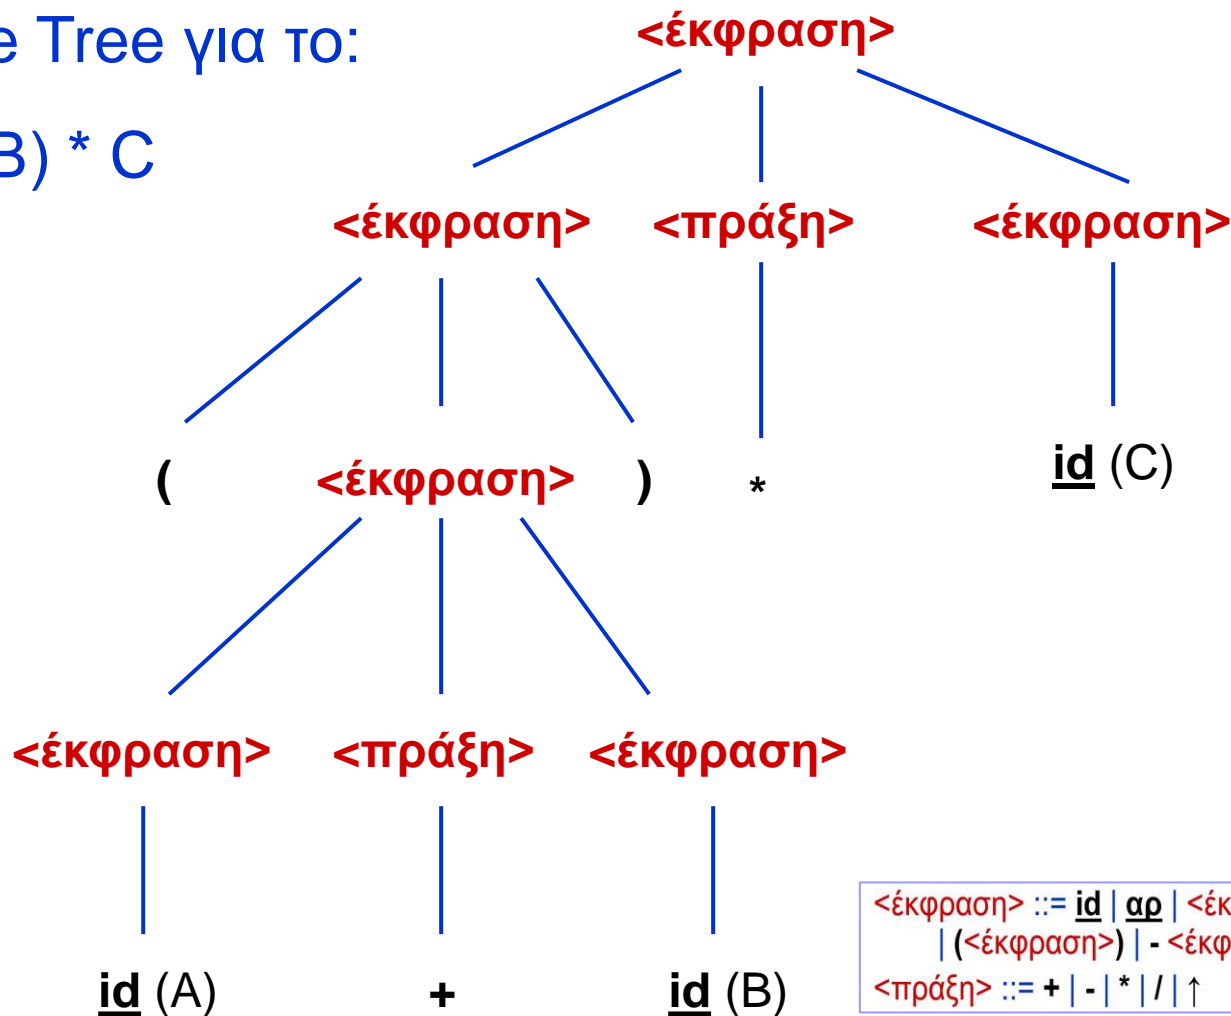 e Tree για το:
B) * C
<έκφραση>
<έκφραση> <πράξη> <έκφραση>
( <έκφραση> ) * id (C)
<έκφραση> <πράξη> <έκφραση>
id (A) + id (B)
<έκφραση> ::= id | αρ | <έκ
| (<έκφραση>) | - <έκφ
<πράξη> ::= + | - | * | / | ↑